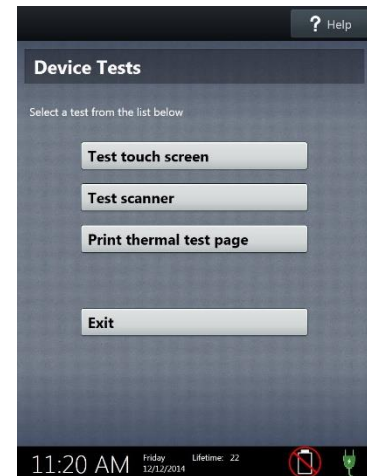 ? Help
Device Tests
Select a test from the list below
Test touch screen
Test scanner
Print thermal test page
Exit
11:20 AM Friday Lifetime: 22
12/12/2014